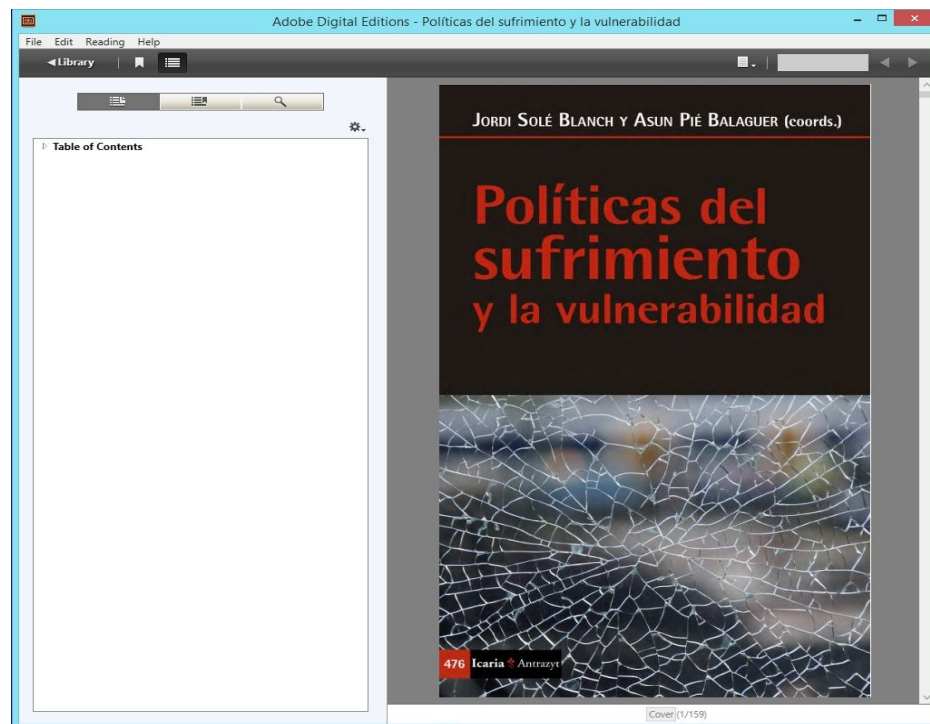 Adobe Digital Editions - Políticas del sufrimiento y la vulnerabilidad
File Edit Reading Help
Library
Table of Contents
JORDI SOLÉ BLANCH Y ASUN PIÉ BALAGUER (coords.)
Políticas del
sufrimiento
y la vulnerabilidad
476 Icaria Antrazyt
Cover (1/159)